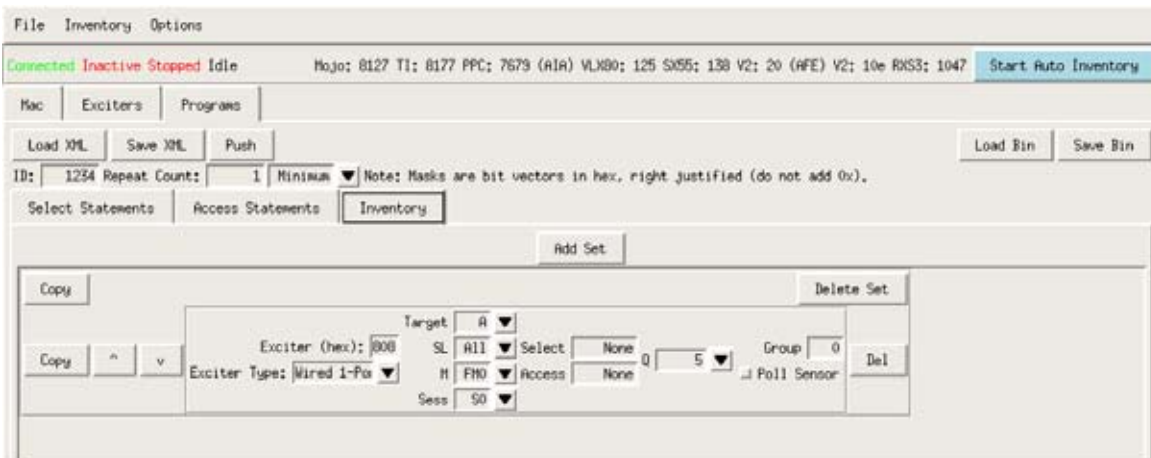 File Inventory Options
Connected Inactive Stopped Idle Mojo: 8127 TI: 8177 PPC: 7679 (AIA) VLX80: 125 SX55: 138 V2: 20 (AFE) V2: 10e RXS3: 1047 Start Auto Inventory
Mac Exciters Programs
Load XML Save XML Push Load Bin Save Bin
ID: 1234 Repeat Count: 1 Minimum Note: Masks are bit vectors in hex, right justified (do not add 0x).
Select Statements Access Statements Inventory
Add Set
Copy Delete Set
Target A
Exciter (hex): 808 SL All Select None Group 0
Copy ^ v Q 5 Del
Exciter Type: Wired 1-Por M FM0 Access None Poll Sensor
Sess S0